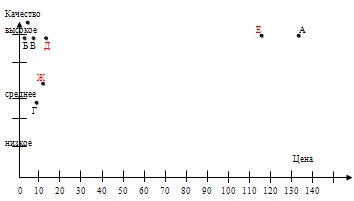 Качество
высокое
Б В Д Е А
Ж
среднее
Г
низкое
Цена
0 10 20 30 40 50 60 70 80 90 100 110 120 130 140